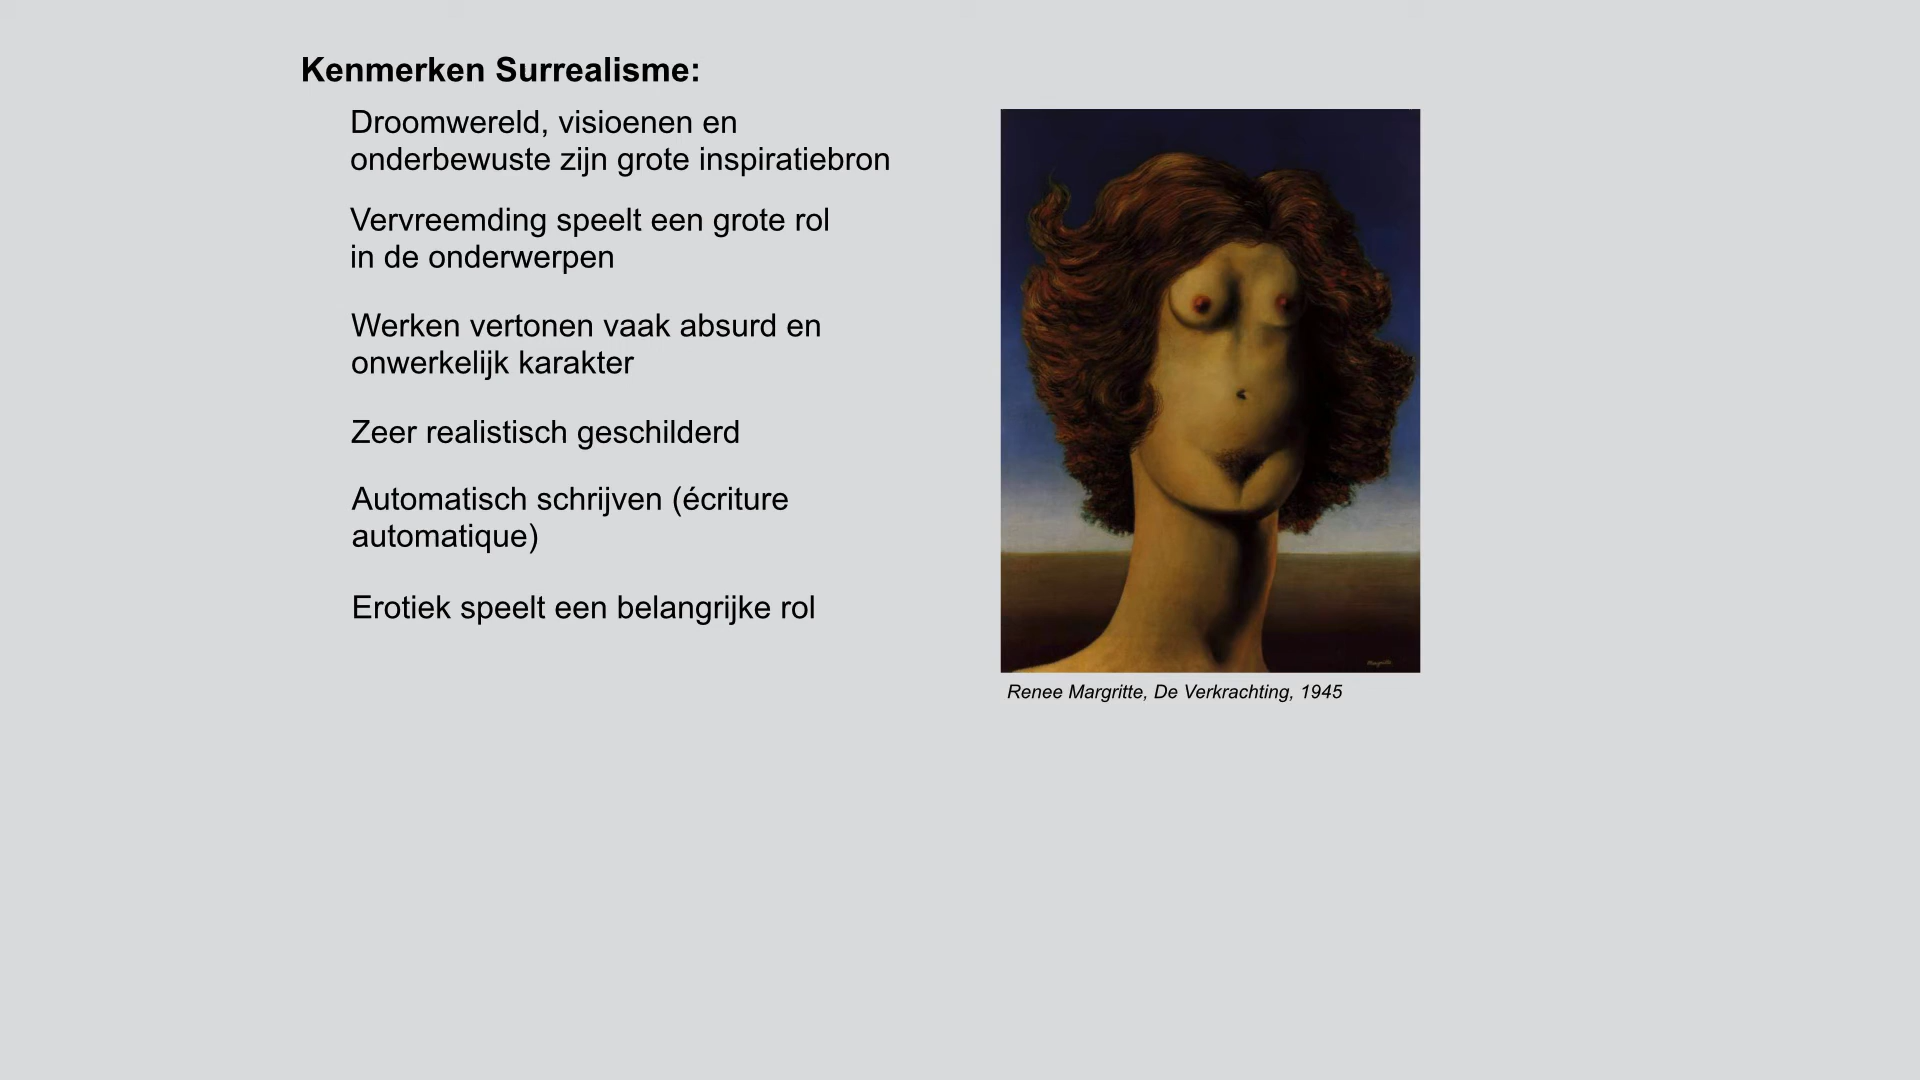 Kenmerken Surrealisme:
Droomwereld, visioenen en
onderbewuste zijn grote inspiratiebron
Vervreemding speelt een grote rol
in de onderwerpen
Werken vertonen vaak absurd en
onwerkelijk karakter
Zeer realistisch geschilderd
Automatisch schrijven (écriture
automatique)
Erotiek speelt een belangrijke rol
Renee Margritte, De Verkrachting, 1945